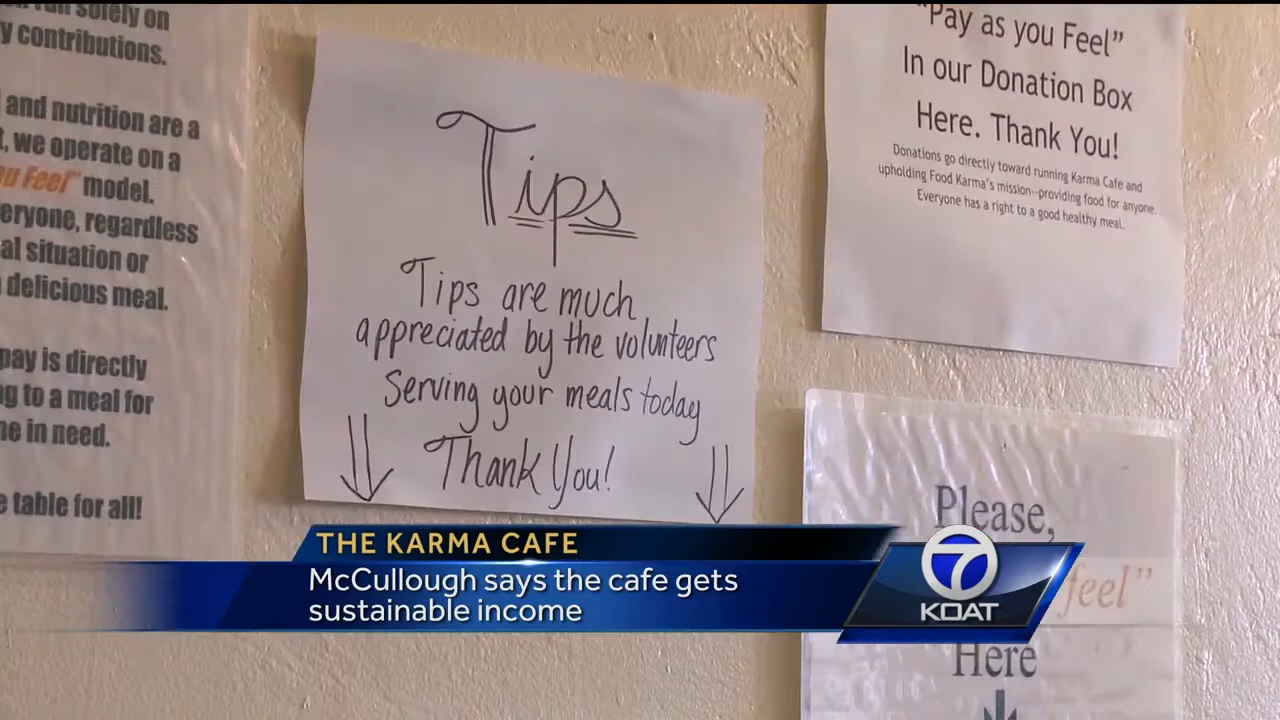 solely on
contributions.
and nutrition are a
we operate on a
Feel" model.
regardless
situation or
delicious meal.
pay is directly
to a meal for
in need.
table for all!
Tips
Tips are much
appreciated by the volunteers
Serving your meals today
Thank You!
"Pay as you Feel"
In our Donation Box
Here. Thank You!
Donations go directly toward running Karma Cafe and
upholding Food Karma's mission--providing food for anyone.
Everyone has a right to a good healthy meal.
Please,
feel"
Here
THE KARMA CAFE
McCullough says the cafe gets
sustainable income
7
KOAT